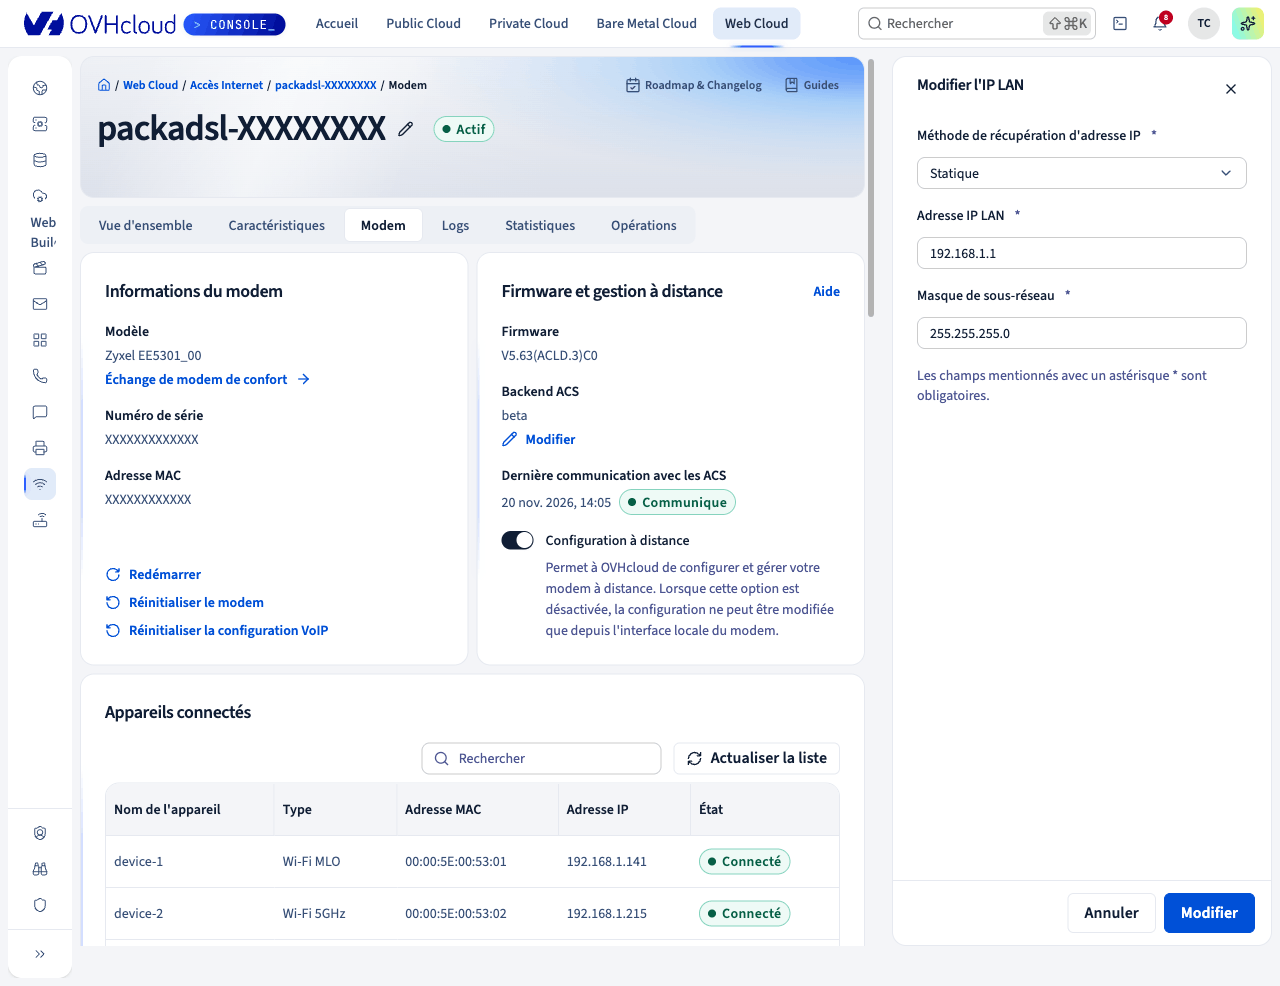 OVHcloud > CONSOLE_ Accueil Public Cloud Private Cloud Bare Metal Cloud Web Cloud Rechercher ⇧⌘K 8 TC
/ Web Cloud / Accès Internet / packadsl-XXXXXXXX / Modem
Roadmap & Changelog Guides
packadsl-XXXXXXXX Actif
Web
Vue d'ensemble Caractéristiques Modem Logs Statistiques Opérations
Informations du modem
Modèle
Zyxel EE5301_00
Échange de modem de confort
Numéro de série
XXXXXXXXXXXXX
Adresse MAC
XXXXXXXXXXXX
Redémarrer
Réinitialiser le modem
Réinitialiser la configuration VoIP
Firmware et gestion à distance Aide
Firmware
V5.63(ACLD.3)C0
Backend ACS
beta
Modifier
Dernière communication avec les ACS
20 nov. 2026, 14:05 Communique
Configuration à distance
Permet à OVHcloud de configurer et gérer votre
modem à distance. Lorsque cette option est
désactivée, la configuration ne peut être modifiée
que depuis l'interface locale du modem.
Appareils connectés
Rechercher Actualiser la liste
Nom de l'appareil Type Adresse MAC Adresse IP État
device-1 Wi-Fi MLO 00:00:5E:00:53:01 192.168.1.141 Connecté
device-2 Wi-Fi 5GHz 00:00:5E:00:53:02 192.168.1.215 Connecté
Modifier l'IP LAN
Méthode de récupération d'adresse IP *
Statique
Adresse IP LAN *
192.168.1.1
Masque de sous-réseau *
255.255.255.0
Les champs mentionnés avec un astérisque * sont
obligatoires.
Annuler Modifier